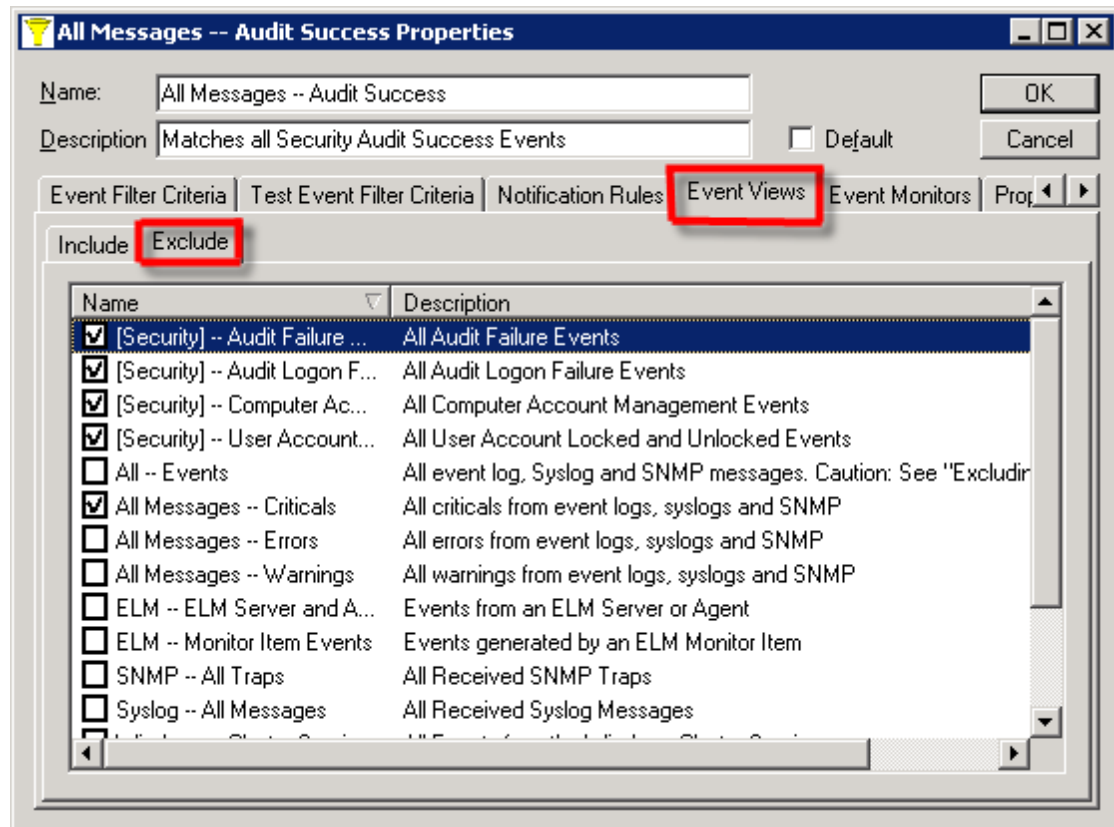 All Messages -- Audit Success Properties
Name: All Messages -- Audit Success OK
Description Matches all Security Audit Success Events Default Cancel
Event Filter Criteria Test Event Filter Criteria Notification Rules Event Views Event Monitors Prop
Include Exclude
Name Description
[Security] -- Audit Failure ... All Audit Failure Events
[Security] -- Audit Logon F... All Audit Logon Failure Events
[Security] -- Computer Ac... All Computer Account Management Events
[Security] -- User Account... All User Account Locked and Unlocked Events
All -- Events All event log, Syslog and SNMP messages. Caution: See "Excludin
All Messages -- Criticals All criticals from event logs, syslogs and SNMP
All Messages -- Errors All errors from event logs, syslogs and SNMP
All Messages -- Warnings All warnings from event logs, syslogs and SNMP
ELM -- ELM Server and A... Events from an ELM Server or Agent
ELM -- Monitor Item Events Events generated by an ELM Monitor Item
SNMP -- All Traps All Received SNMP Traps
Syslog -- All Messages All Received Syslog Messages